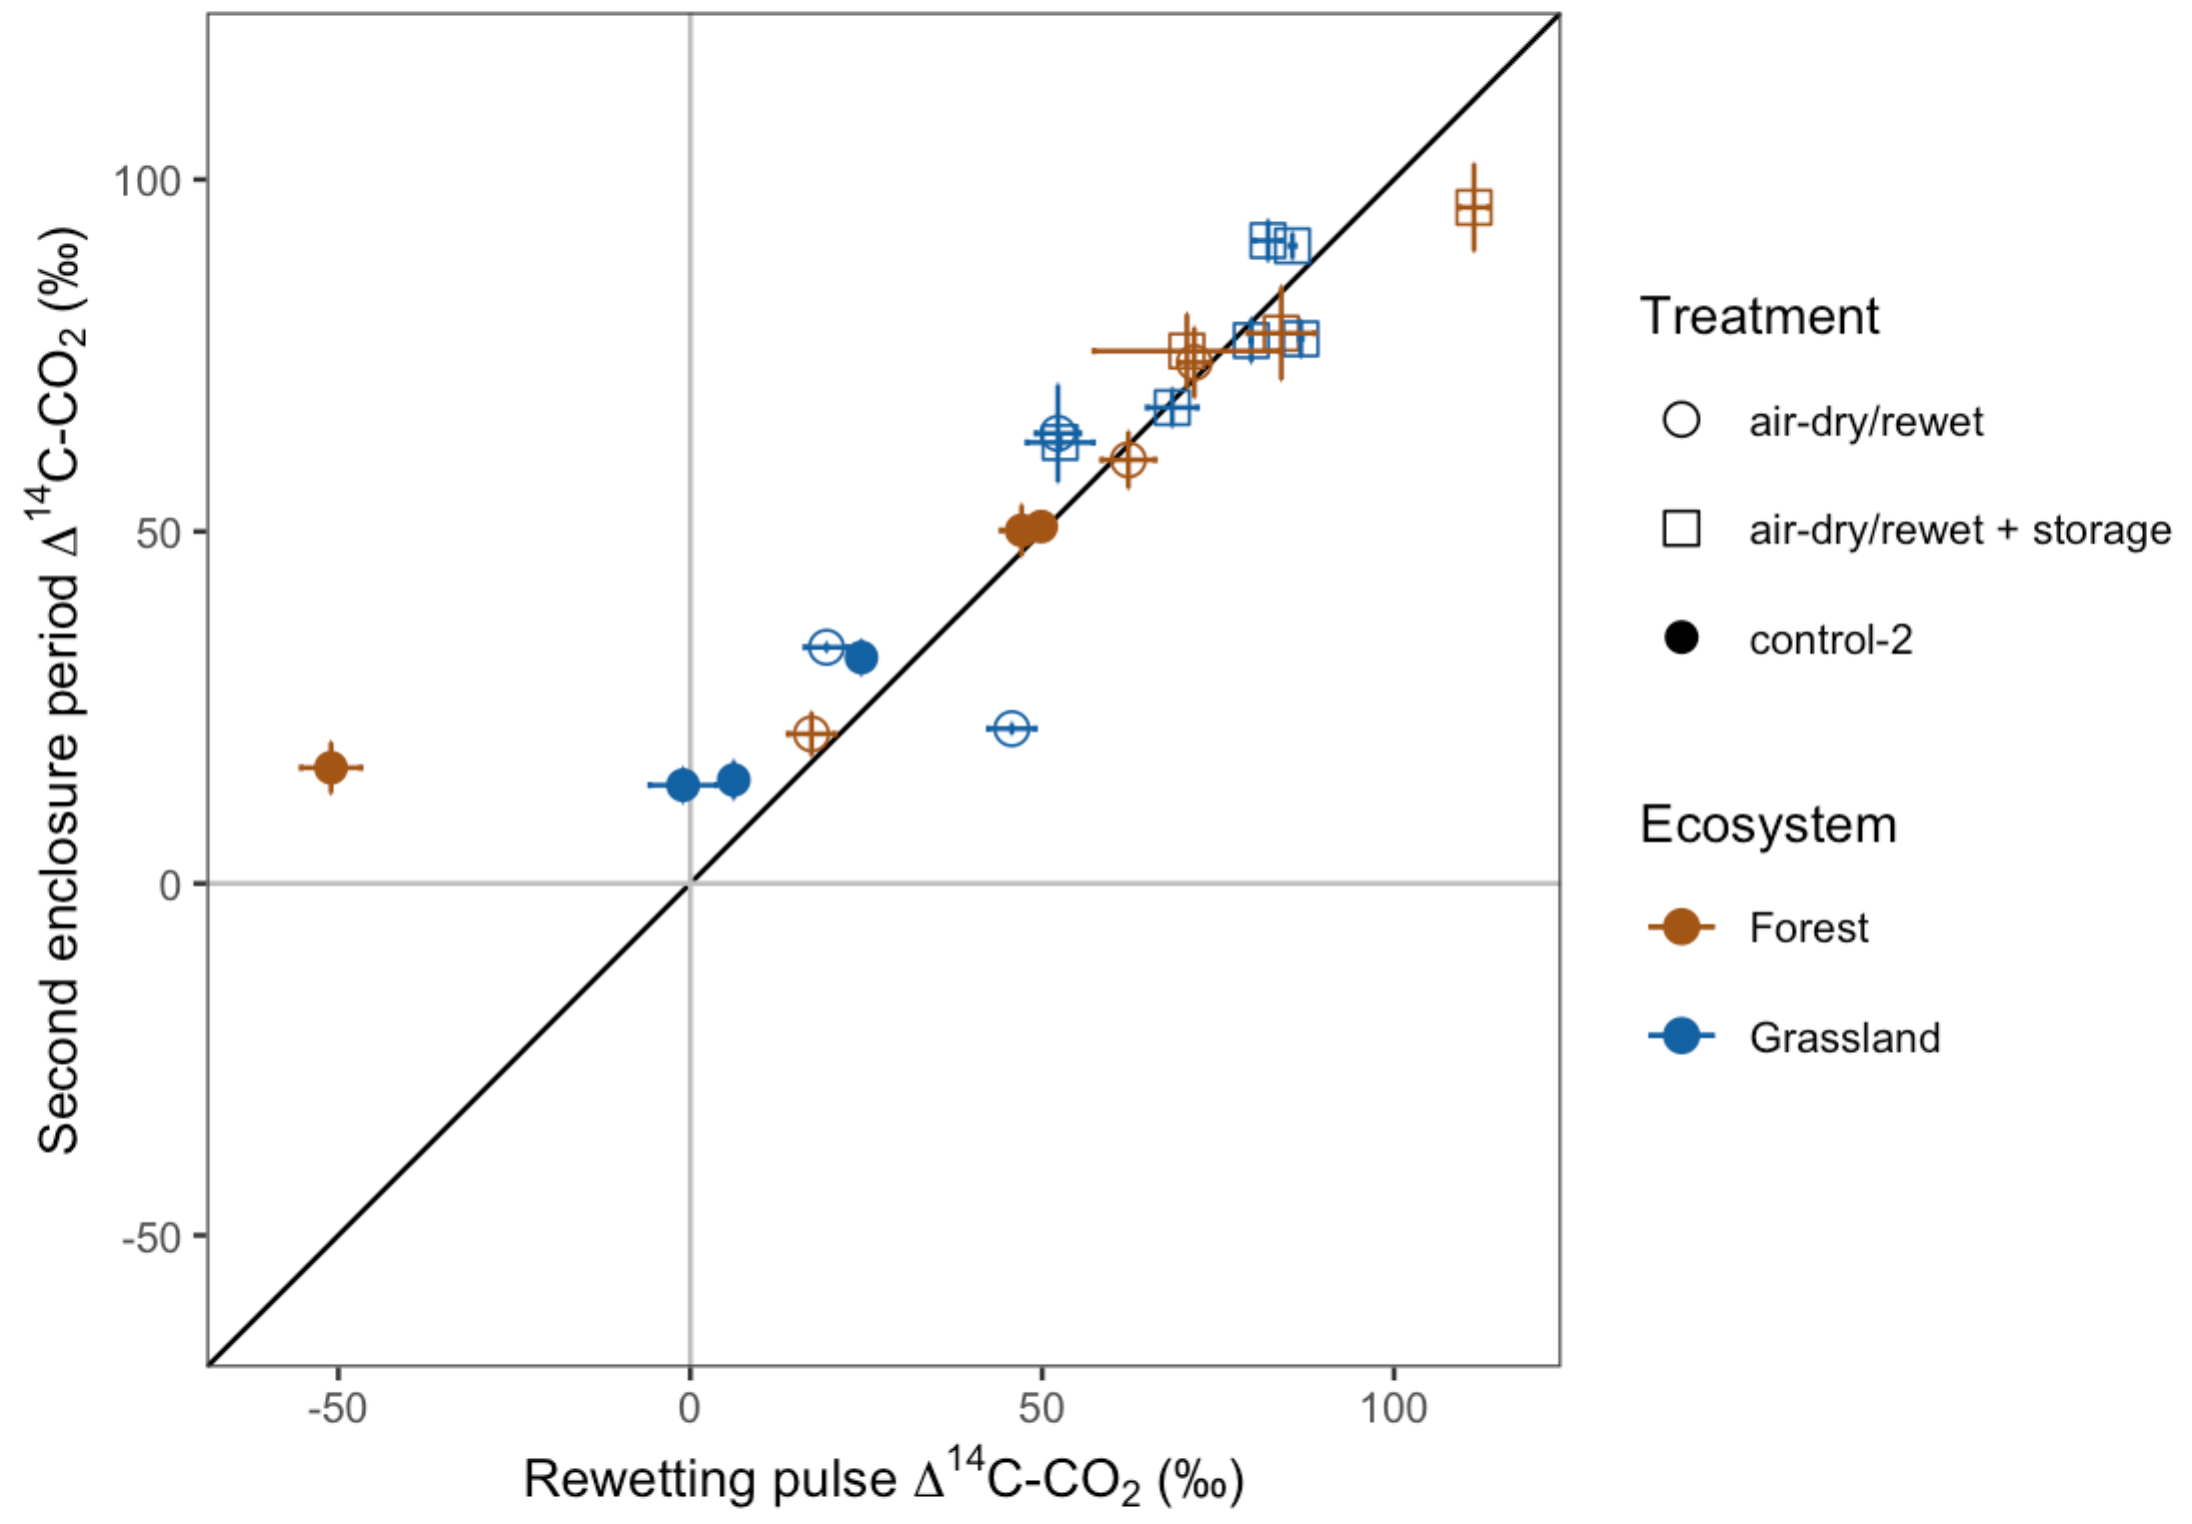 Second enclosure period Δ¹⁴C-CO₂ (‰)
100
50
0
-50
-50
0
50
100
Rewetting pulse Δ¹⁴C-CO₂ (‰)
Treatment
air-dry/rewet
air-dry/rewet + storage
control-2
Ecosystem
Forest
Grassland